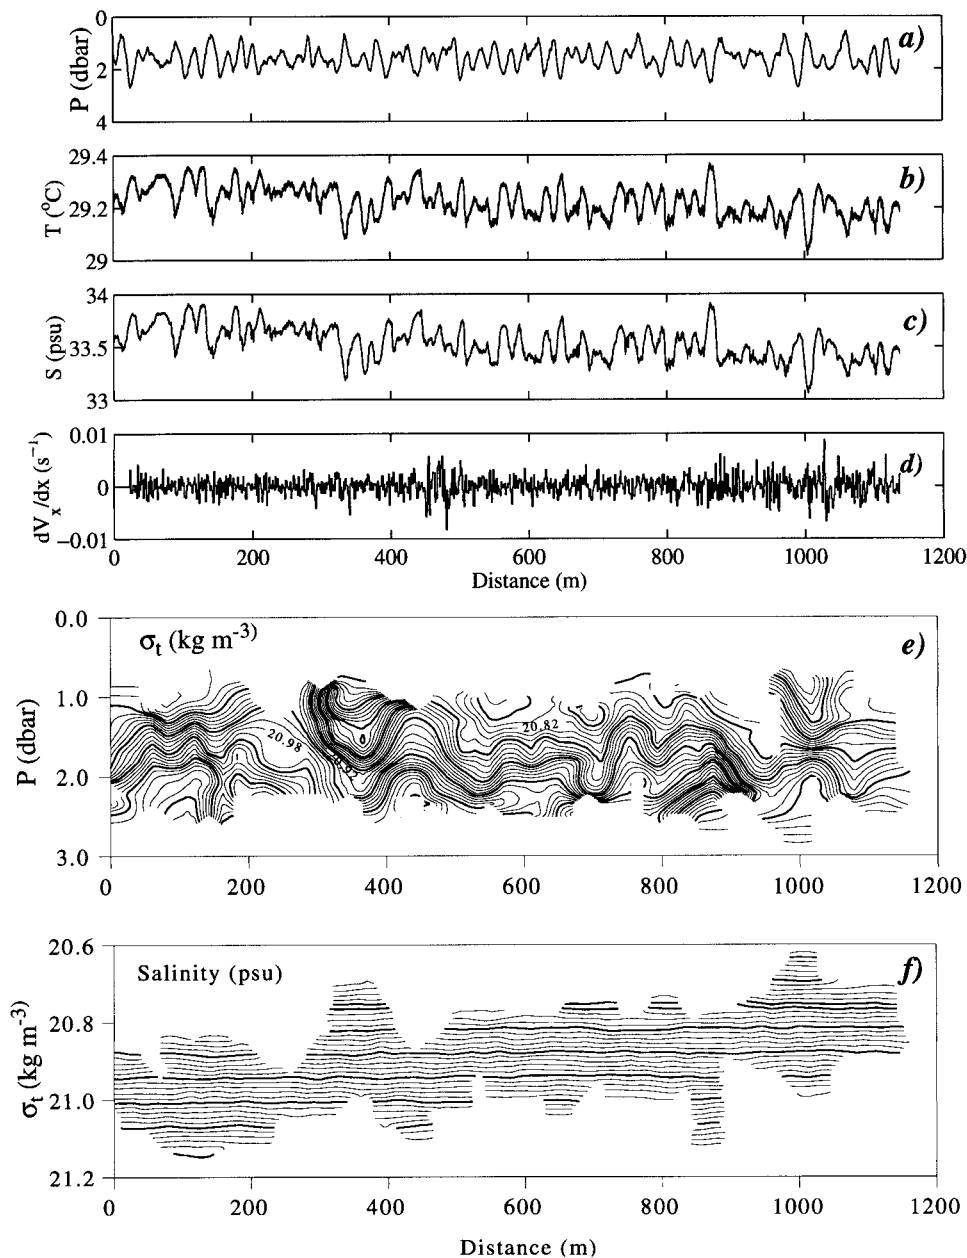 0
2
4
P (dbar)
a)
29.4
29.2
29
T (°C)
b)
34
33.5
33
S (psu)
c)
0.01
0
−0.01
dVx/dx (s⁻¹)
d)
0 200 400 600 800 1000 1200
Distance (m)
0.0
1.0
2.0
3.0
P (dbar)
σt (kg m⁻³)
e)
20.98
20.82
0 200 400 600 800 1000 1200
20.6
20.8
21.0
21.2
σt (kg m⁻³)
Salinity (psu)
f)
0 200 400 600 800 1000 1200
Distance (m)